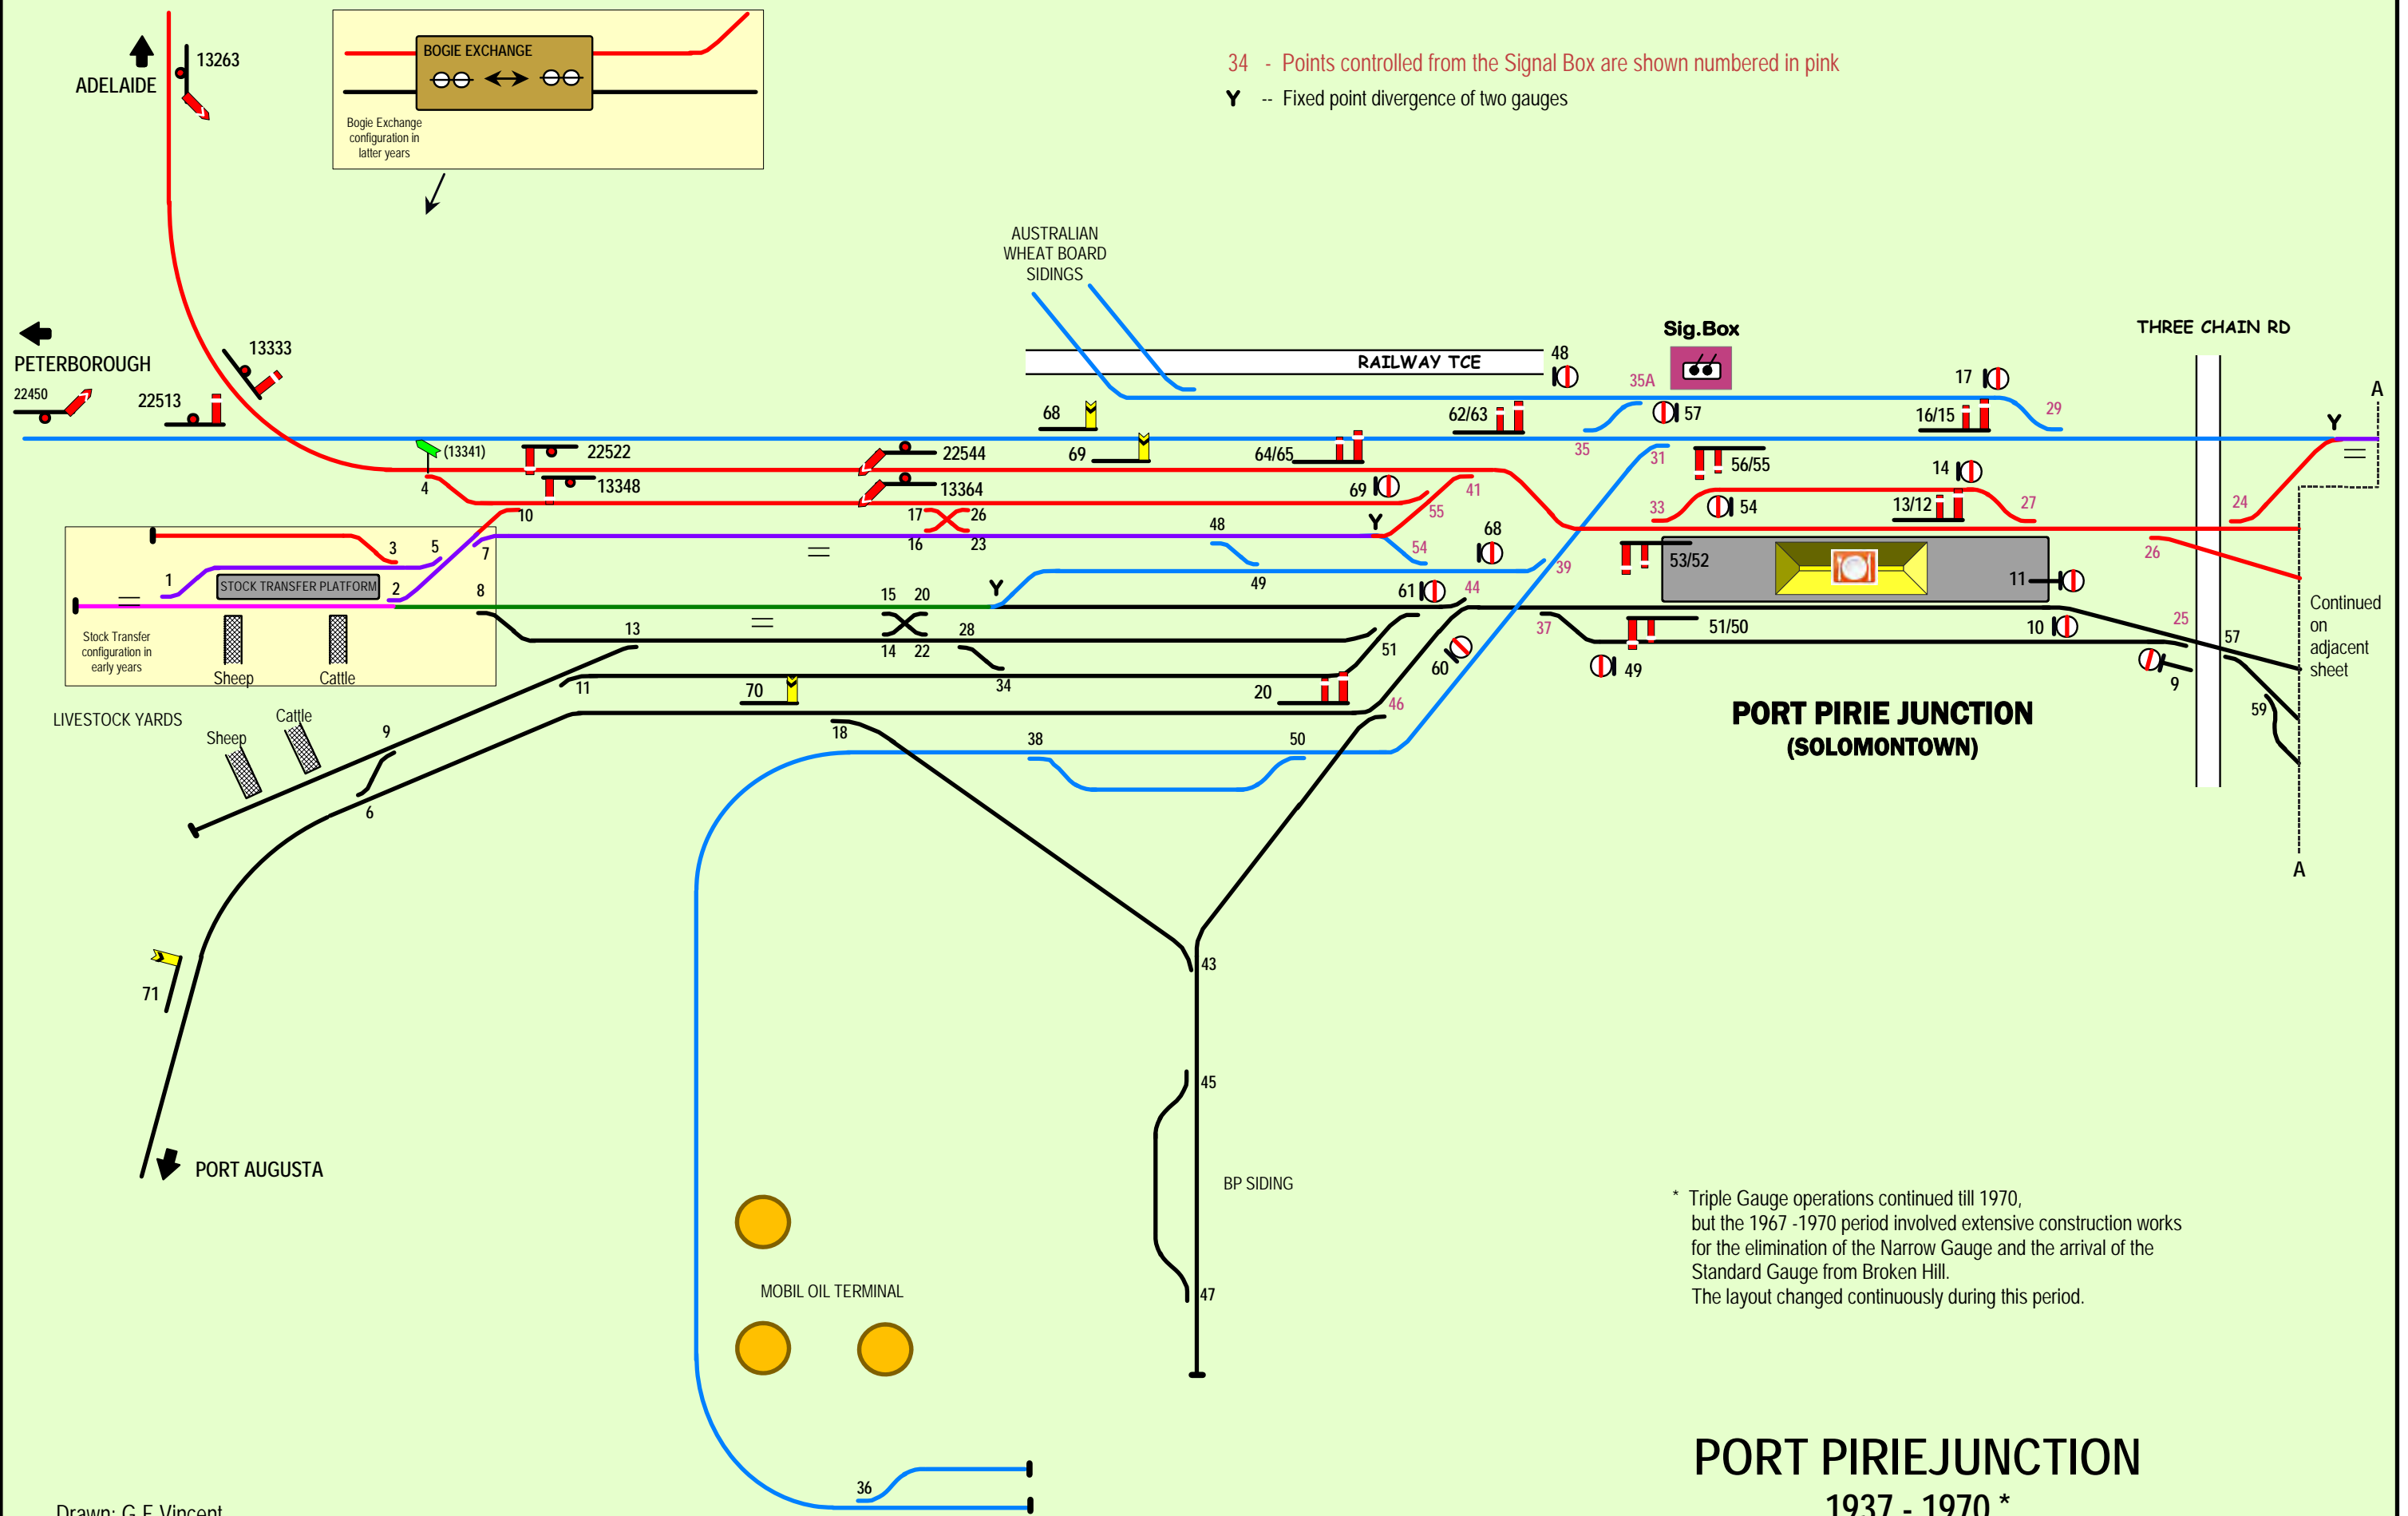 13263
ADELAIDE
BOGIE EXCHANGE
Bogie Exchange
configuration in
latter years
34 - Points controlled from the Signal Box are shown numbered in pink
Y -- Fixed point divergence of two gauges
AUSTRALIAN
WHEAT BOARD
SIDINGS
Sig.Box
THREE CHAIN RD
PETERBOROUGH
13333
22450
22513
RAILWAY TCE
48
35A
17
A
68
62/63
57
16/15
29
Y
(13341)
22522
22544
69
64/65
35
31
56/55
4
13348
13364
69
41
14
10
17
26
55
33
54
13/12
27
24
16
23
48
Y
54
68
26
3
5
7
1
STOCK TRANSFER PLATFORM
2
8
49
39
53/52
11
Y
61
44
15
20
Continued
on
adjacent
sheet
Stock Transfer
configuration in
early years
13
28
14
22
51
37
51/50
10
25
57
Sheep
Cattle
11
34
60
49
9
70
20
46
59
LIVESTOCK YARDS
Cattle
Sheep
9
18
38
50
PORT PIRIE JUNCTION
(SOLOMONTOWN)
6
A
43
71
45
PORT AUGUSTA
BP SIDING
* Triple Gauge operations continued till 1970,
but the 1967 -1970 period involved extensive construction works
for the elimination of the Narrow Gauge and the arrival of the
Standard Gauge from Broken Hill.
The layout changed continuously during this period.
MOBIL OIL TERMINAL
47
36
PORT PIRIEJUNCTION
1937 - 1970 *
Drawn: G F Vincent